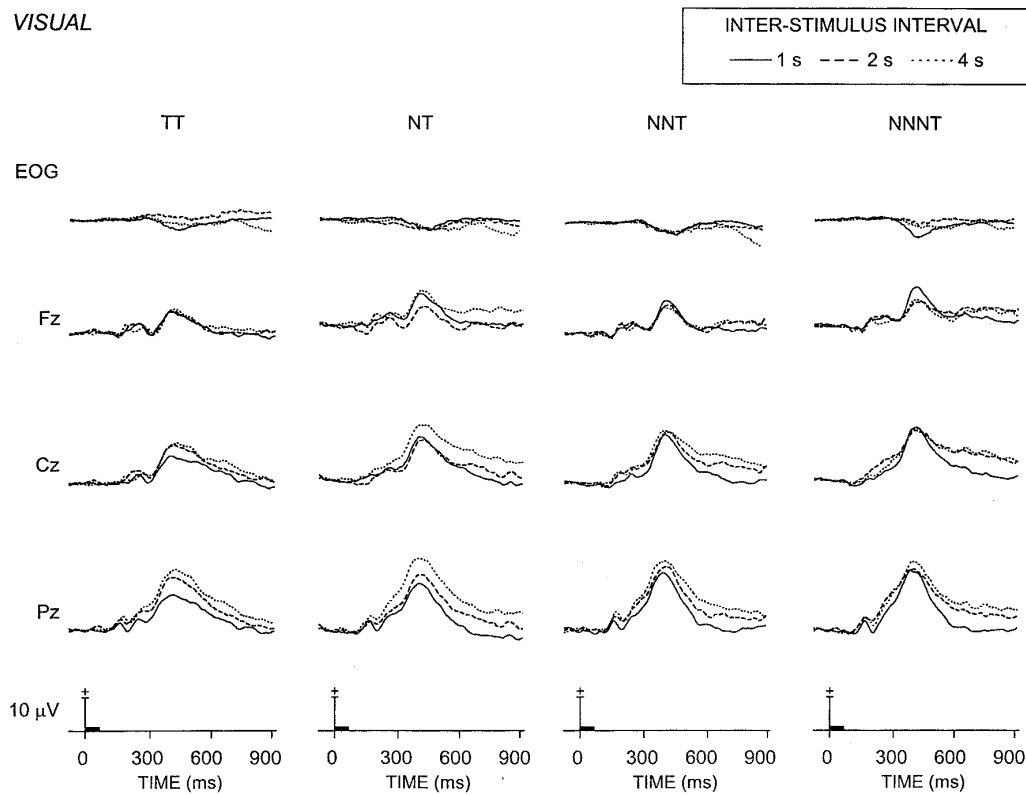 VISUAL
INTER-STIMULUS INTERVAL
1 s 2 s 4 s
TT NT NNT NNNT
EOG
Fz
Cz
Pz
10 µV
± ± ± ±
0 300 600 900 0 300 600 900 0 300 600 900 0 300 600 900
TIME (ms) TIME (ms) TIME (ms) TIME (ms)